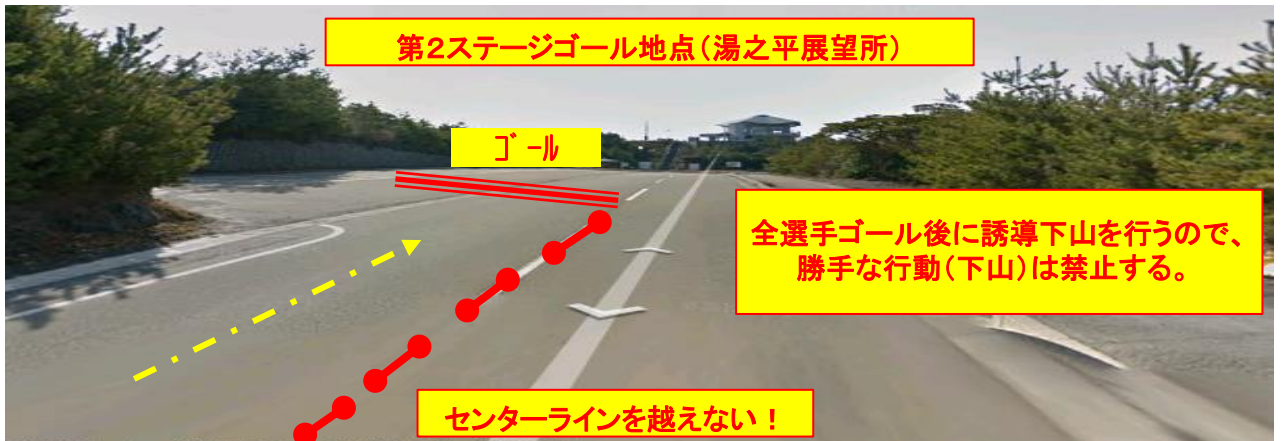 第2ステージゴール地点(湯之平展望所)
ｺﾞｰﾙ
全選手ゴール後に誘導下山を行うので、
勝手な行動(下山)は禁止する。
センターラインを越えない！